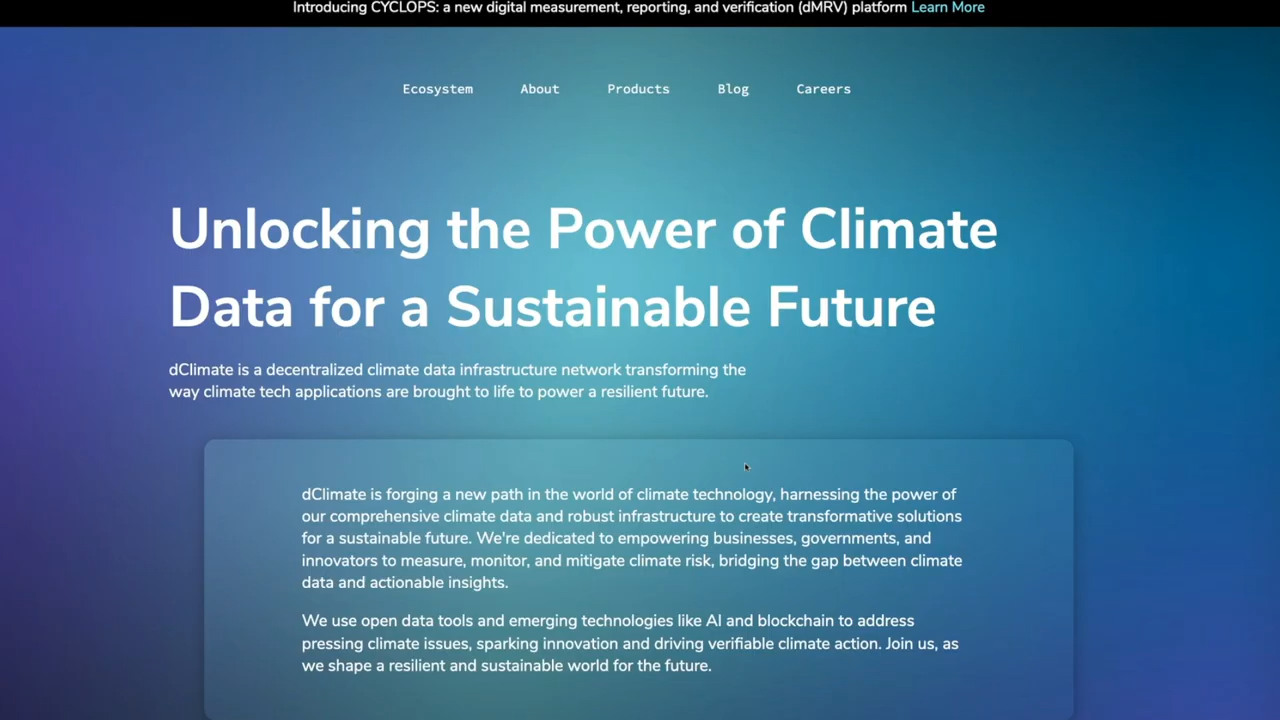 Introducing CYCLOPS: a new digital measurement, reporting, and verification (dMRV) platform Learn More
Ecosystem About Products Blog Careers
Unlocking the Power of Climate
Data for a Sustainable Future
dClimate is a decentralized climate data infrastructure network transforming the
way climate tech applications are brought to life to power a resilient future.
dClimate is forging a new path in the world of climate technology, harnessing the power of
our comprehensive climate data and robust infrastructure to create transformative solutions
for a sustainable future. We're dedicated to empowering businesses, governments, and
innovators to measure, monitor, and mitigate climate risk, bridging the gap between climate
data and actionable insights.
We use open data tools and emerging technologies like AI and blockchain to address
pressing climate issues, sparking innovation and driving verifiable climate action. Join us, as
we shape a resilient and sustainable world for the future.